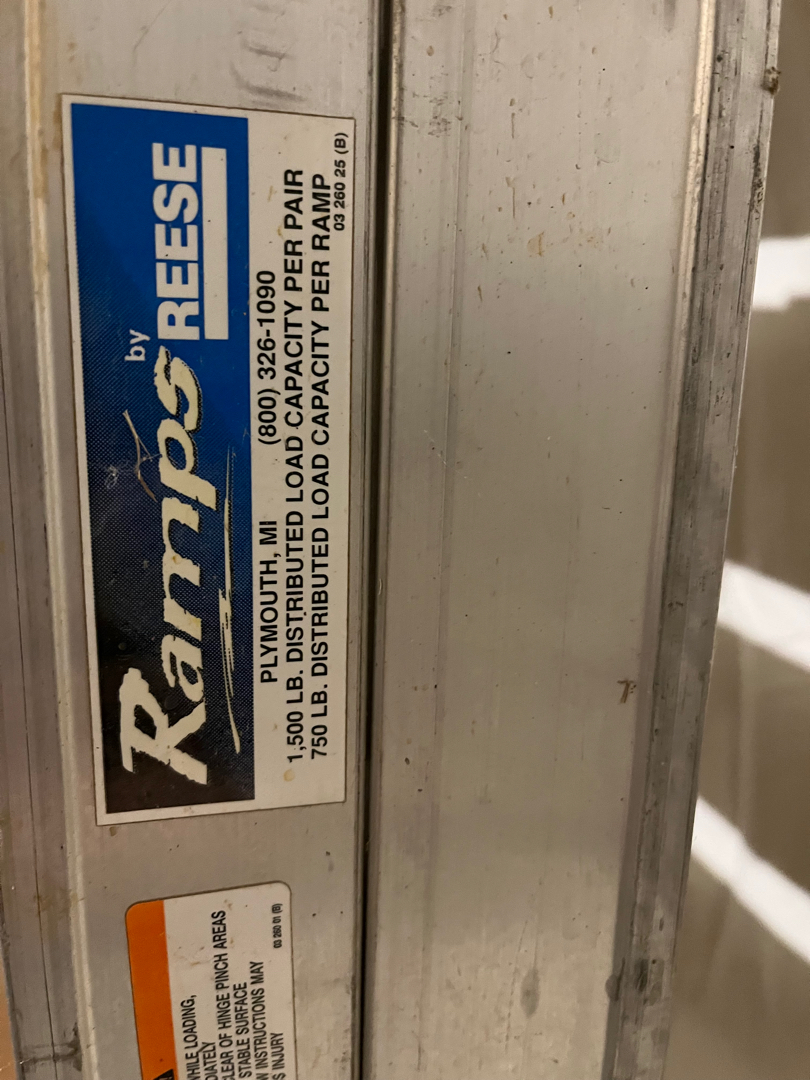 Ramps by REESE
PLYMOUTH, MI (800) 326-1090
1,500 LB. DISTRIBUTED LOAD CAPACITY PER PAIR
750 LB. DISTRIBUTED LOAD CAPACITY PER RAMP
03 260 25 (B)
WHILE LOADING,
CLEAR OF HINGE PINCH AREAS
STABLE SURFACE
INSTRUCTIONS MAY
INJURY
03 260 01 (B)